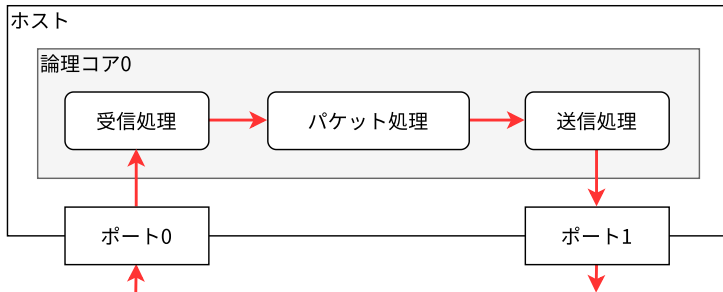 ホスト
論理コア0
受信処理
パケット処理
送信処理
ポート0
ポート1